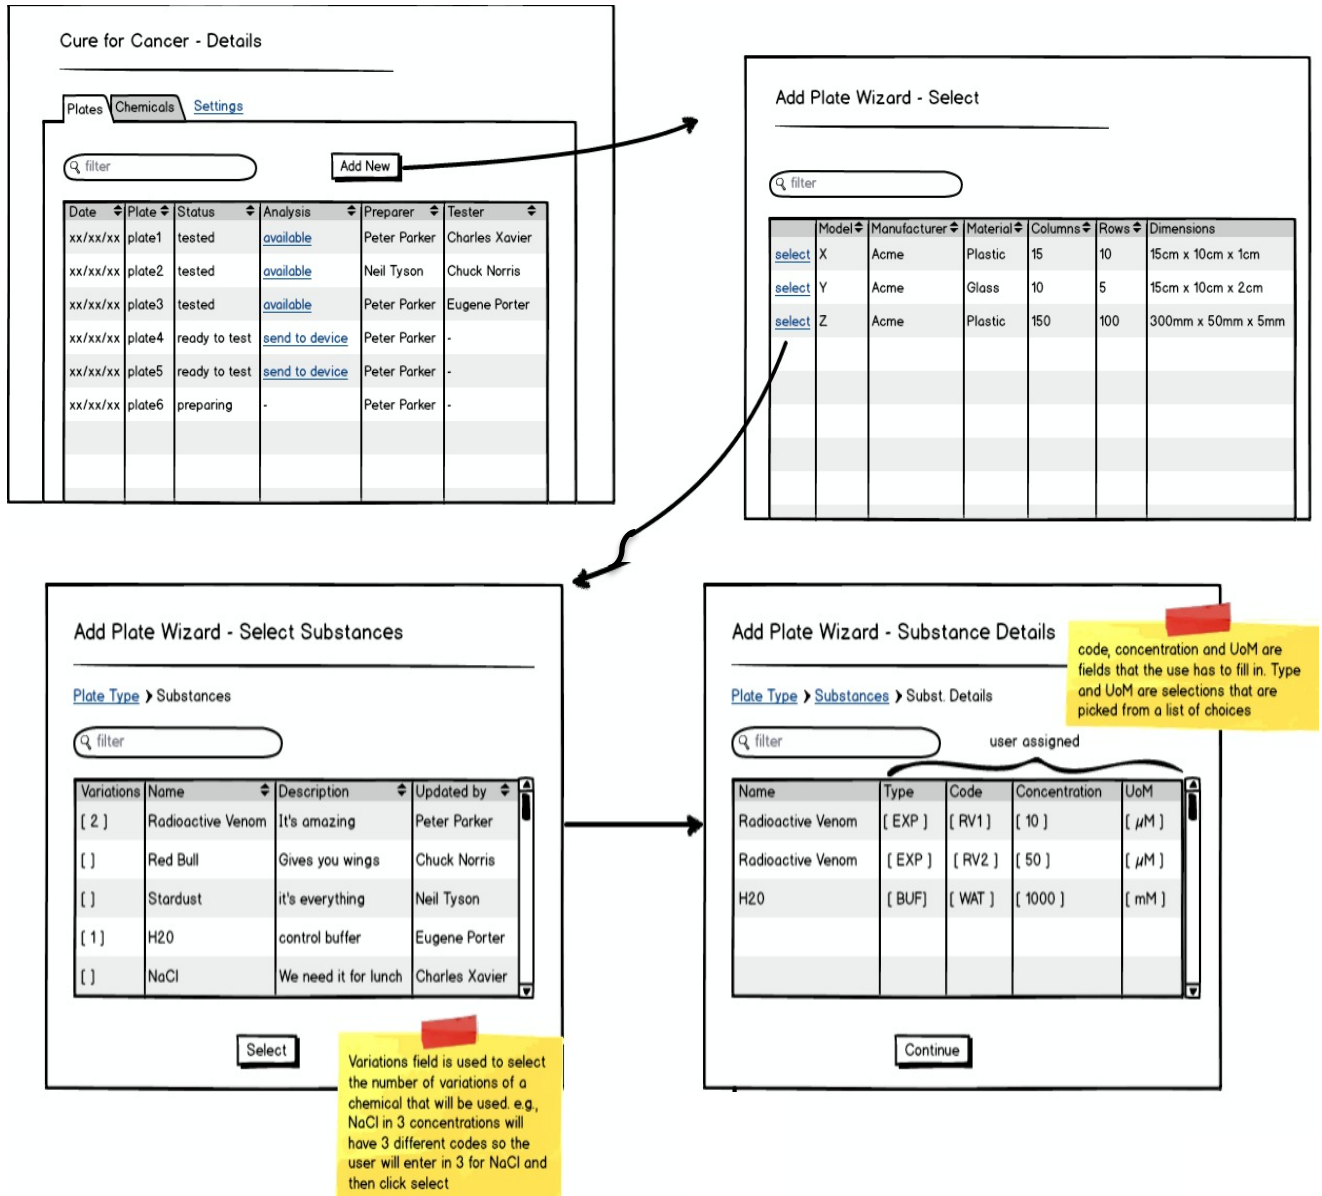 Cure for Cancer - Details
Plates Chemicals Settings
filter
Add New
Date Plate Status Analysis Preparer Tester
xx/xx/xx plate1 tested available Peter Parker Charles Xavier
xx/xx/xx plate2 tested available Neil Tyson Chuck Norris
xx/xx/xx plate3 tested available Peter Parker Eugene Porter
xx/xx/xx plate4 ready to test send to device Peter Parker -
xx/xx/xx plate5 ready to test send to device Peter Parker -
xx/xx/xx plate6 preparing - Peter Parker -
Add Plate Wizard - Select
filter
Model Manufacturer Material Columns Rows Dimensions
select X Acme Plastic 15 10 15cm x 10cm x 1cm
select Y Acme Glass 10 5 15cm x 10cm x 2cm
select Z Acme Plastic 150 100 300mm x 50mm x 5mm
Add Plate Wizard - Select Substances
Plate Type > Substances
filter
Variations Name Description Updated by
[ 2 ] Radioactive Venom It's amazing Peter Parker
[ ] Red Bull Gives you wings Chuck Norris
[ ] Stardust it's everything Neil Tyson
[ 1 ] H20 control buffer Eugene Porter
[ ] NaCl We need it for lunch Charles Xavier
Select
Variations field is used to select
the number of variations of a
chemical that will be used. e.g.,
NaCl in 3 concentrations will
have 3 different codes so the
user will enter in 3 for NaCl and
then click select
Add Plate Wizard - Substance Details
code, concentration and UoM are
fields that the use has to fill in. Type
and UoM are selections that are
picked from a list of choices
Plate Type > Substances > Subst. Details
filter
user assigned
Name Type Code Concentration UoM
Radioactive Venom [ EXP ] [ RV1 ] [ 10 ] [ μM ]
Radioactive Venom [ EXP ] [ RV2 ] [ 50 ] [ μM ]
H20 [ BUF] [ WAT ] [ 1000 ] [ mM ]
Continue